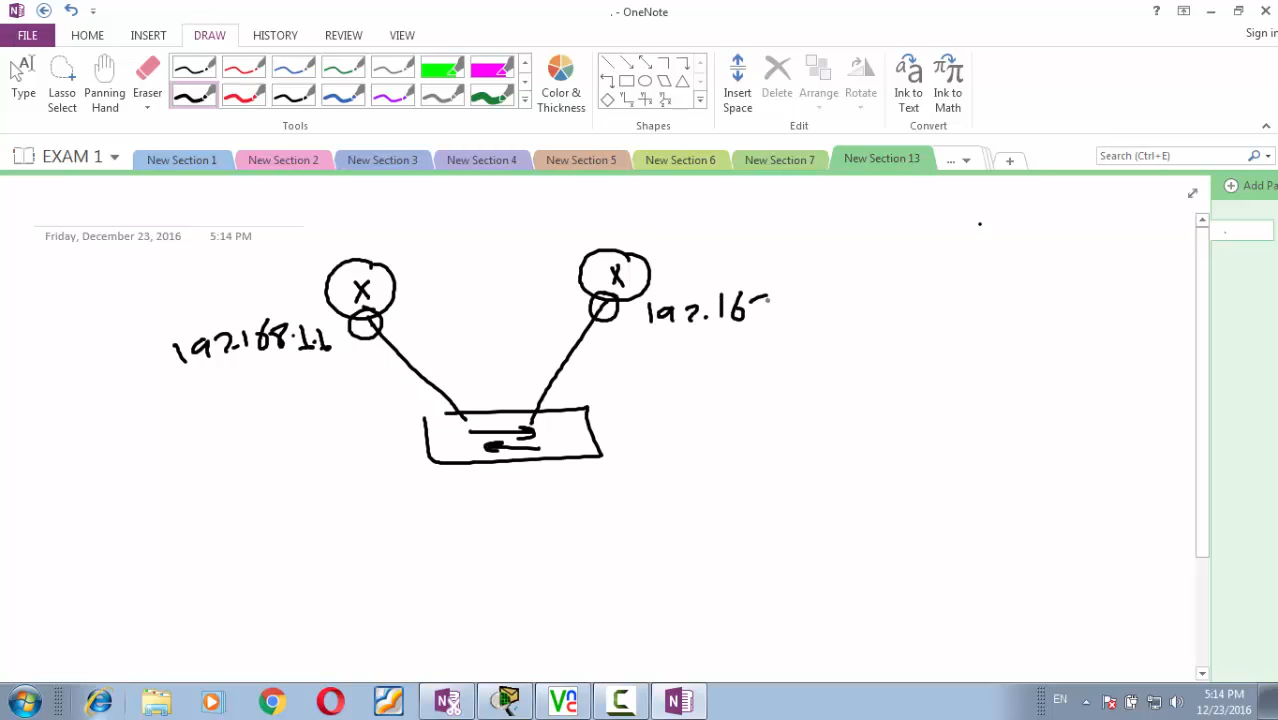 . - OneNote
?
FILE HOME INSERT DRAW HISTORY REVIEW VIEW Sign in
Type Lasso Select Panning Hand Eraser Color & Thickness Insert Space Delete Arrange Rotate Ink to Text Ink to Math
Tools Shapes Edit Convert
EXAM 1 New Section 1 New Section 2 New Section 3 New Section 4 New Section 5 New Section 6 New Section 7 New Section 13 ... Search (Ctrl+E)
Add Pa
Friday, December 23, 2016 5:14 PM
.
X X
192.168.1.1 192.16
EN 5:14 PM
12/23/2016